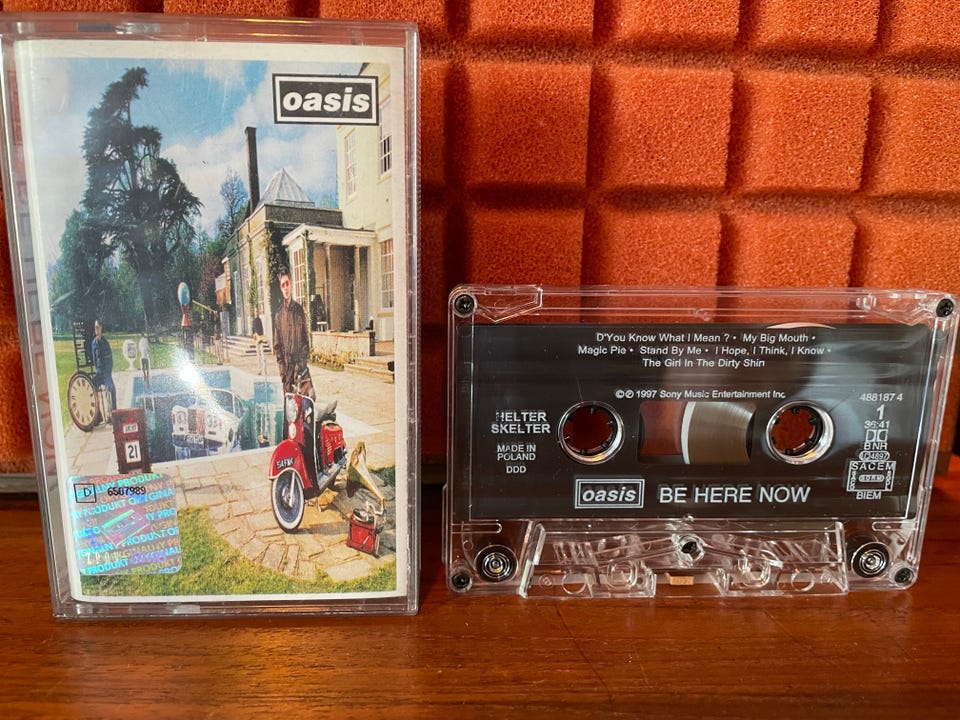 oasis
21
D 6507989
PRODUKT
D'You Know What I Mean ? • My Big Mouth •
Magic Pie • Stand By Me • I Hope, I Think, I Know •
The Girl In The Dirty Shirt
©℗ 1997 Sony Music Entertainment Inc
488187 4
HELTER
SKELTER
MADE IN
POLAND
DDD
1
36:41
BNR
SACEM
BIEM
oasis BE HERE NOW